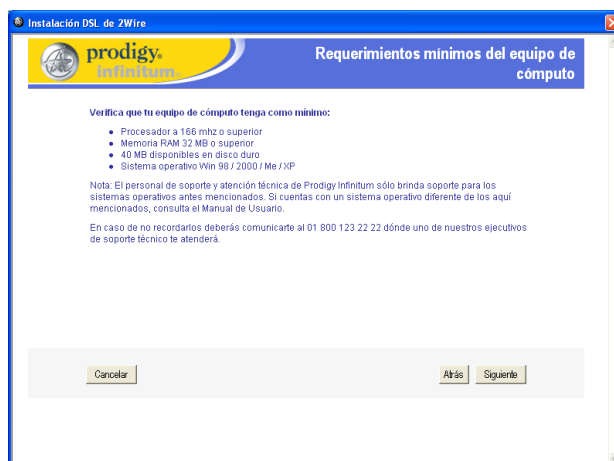 Instalación DSL de 2Wire
prodigy.
infinitum.
Requerimientos mínimos del equipo de
cómputo
Verifica que tu equipo de cómputo tenga como mínimo:
Procesador a 166 mhz o superior
Memoria RAM 32 MB o superior
40 MB disponibles en disco duro
Sistema operativo Win 98 / 2000 / Me / XP
Nota: El personal de soporte y atención técnica de Prodigy Infinitum sólo brinda soporte para los
sistemas operativos antes mencionados. Si cuentas con un sistema operativo diferente de los aquí
mencionados, consulta el Manual de Usuario.
En caso de no recordarlos deberás comunicarte al 01 800 123 22 22 dónde uno de nuestros ejecutivos
de soporte técnico te atenderá.
Cancelar
Atrás
Siguiente